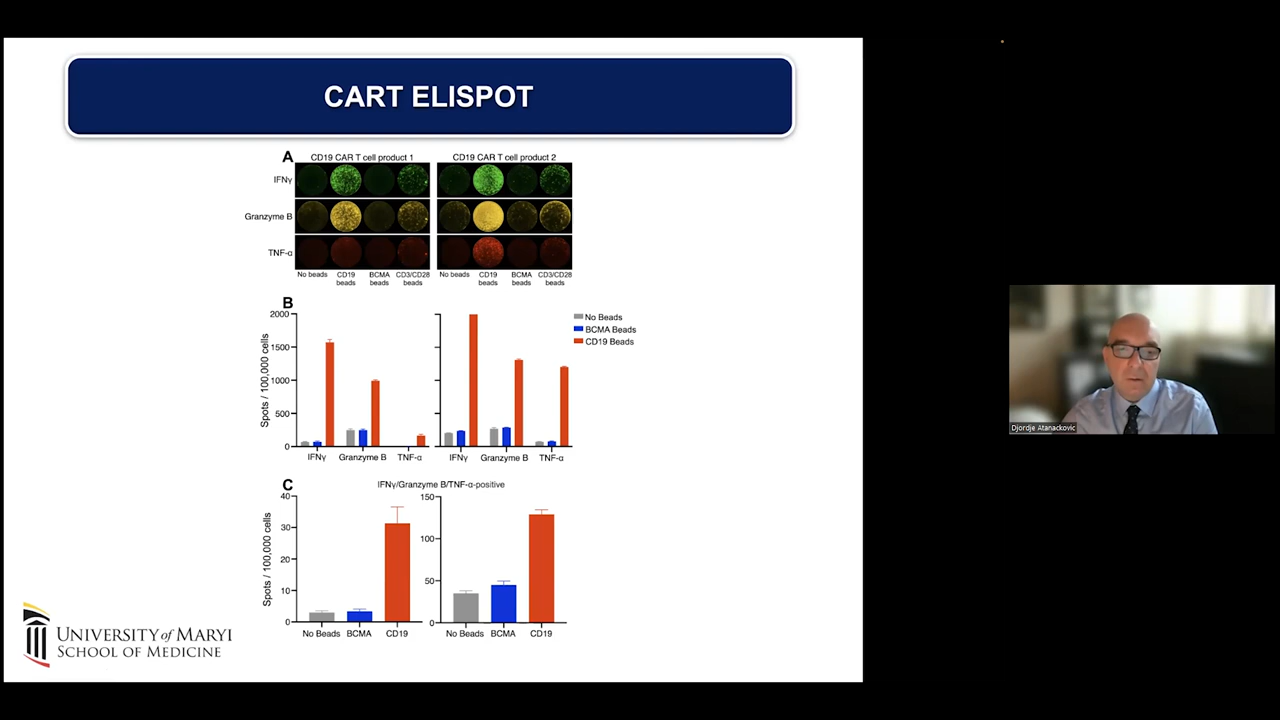 CART ELISPOT
A
CD19 CAR T cell product 1
CD19 CAR T cell product 2
IFNγ
Granzyme B
TNF-α
No beads
CD19 beads
BCMA beads
CD3/CD28 beads
No beads
CD19 beads
BCMA beads
CD3/CD28 beads
B
Spots / 100,000 cells
2000
1500
1000
500
0
IFNγ
Granzyme B
TNF-α
IFNγ
Granzyme B
TNF-α
No Beads
BCMA Beads
CD19 Beads
C
IFNγ/Granzyme B/TNF-α-positive
Spots / 100,000 cells
40
30
20
10
0
No Beads
BCMA
CD19
150
100
50
0
No Beads
BCMA
CD19
UNIVERSITY of MARYI
SCHOOL OF MEDICINE
Djordje Atanackovic